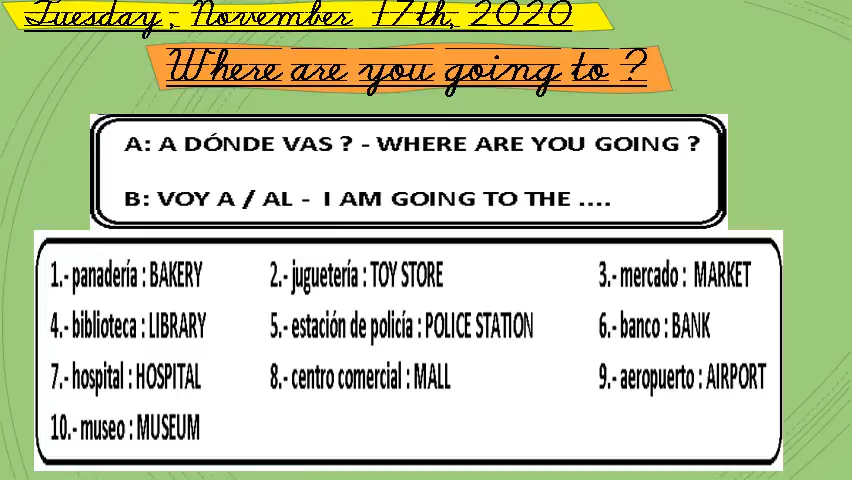 Tuesday, November 17th, 2020
Where are you going to ?
A: A DÓNDE VAS ? - WHERE ARE YOU GOING ?
B: VOY A / AL - I AM GOING TO THE ....
1.- panadería : BAKERY 2.- juguetería : TOY STORE 3.- mercado : MARKET
4.- biblioteca : LIBRARY 5.- estación de policía : POLICE STATION 6.- banco : BANK
7.- hospital : HOSPITAL 8.- centro comercial : MALL 9.- aeropuerto : AIRPORT
10.- museo : MUSEUM